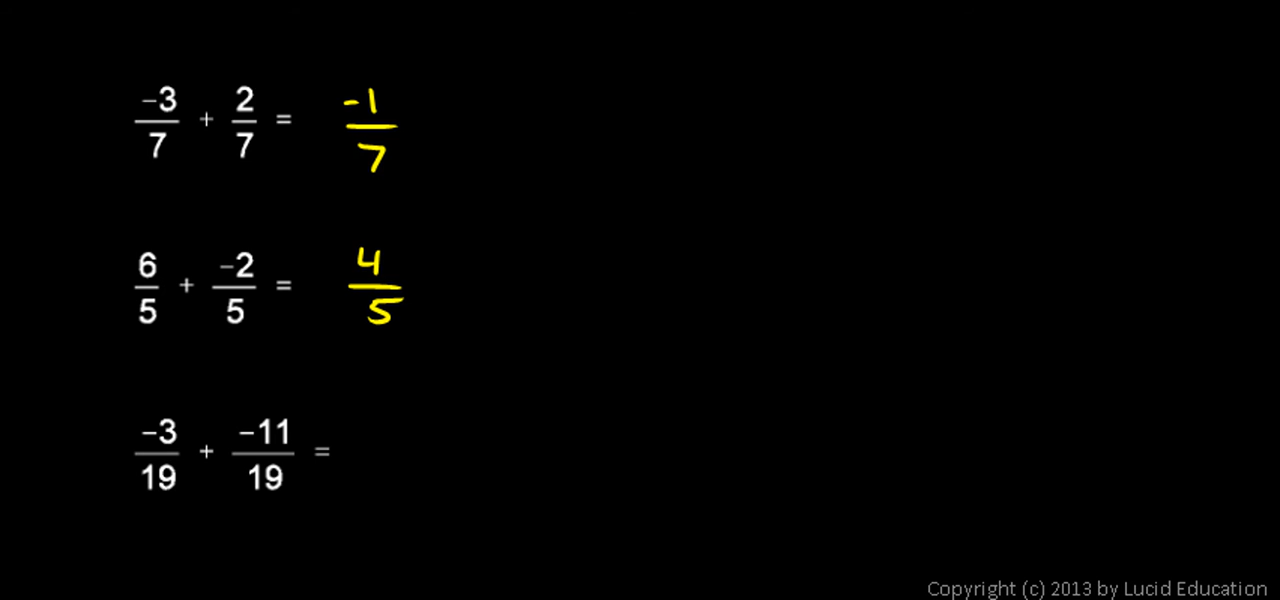 -3/7 + 2/7 = -1/7
6/5 + -2/5 = 4/5
-3/19 + -11/19 =
Copyright (c) 2013 by Lucid Education